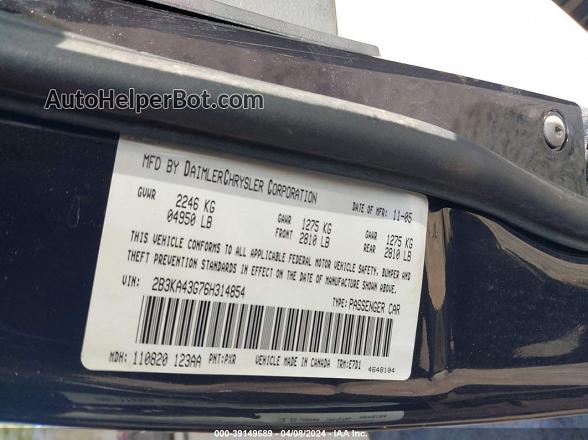 AutoHelperBot.com
MFD BY DAIMLERCHRYSLER CORPORATION
DATE OF MFR: 11-05
GVWR 2246 KG 04950 LB
GAWR FRONT 1275 KG 2810 LB
GAWR REAR 1275 KG 2810 LB
THIS VEHICLE CONFORMS TO ALL APPLICABLE FEDERAL MOTOR VEHICLE SAFETY, BUMPER AND
THEFT PREVENTION STANDARDS IN EFFECT ON THE DATE OF MANUFACTURE SHOWN ABOVE.
VIN: 2B3KA43G76H314854
TYPE: PASSENGER CAR
MDH: 110820 123AA PNT: PXR VEHICLE MADE IN CANADA TRM: E7D1
4648104
000-39149689 - 04/08/2024 - IAA Inc.